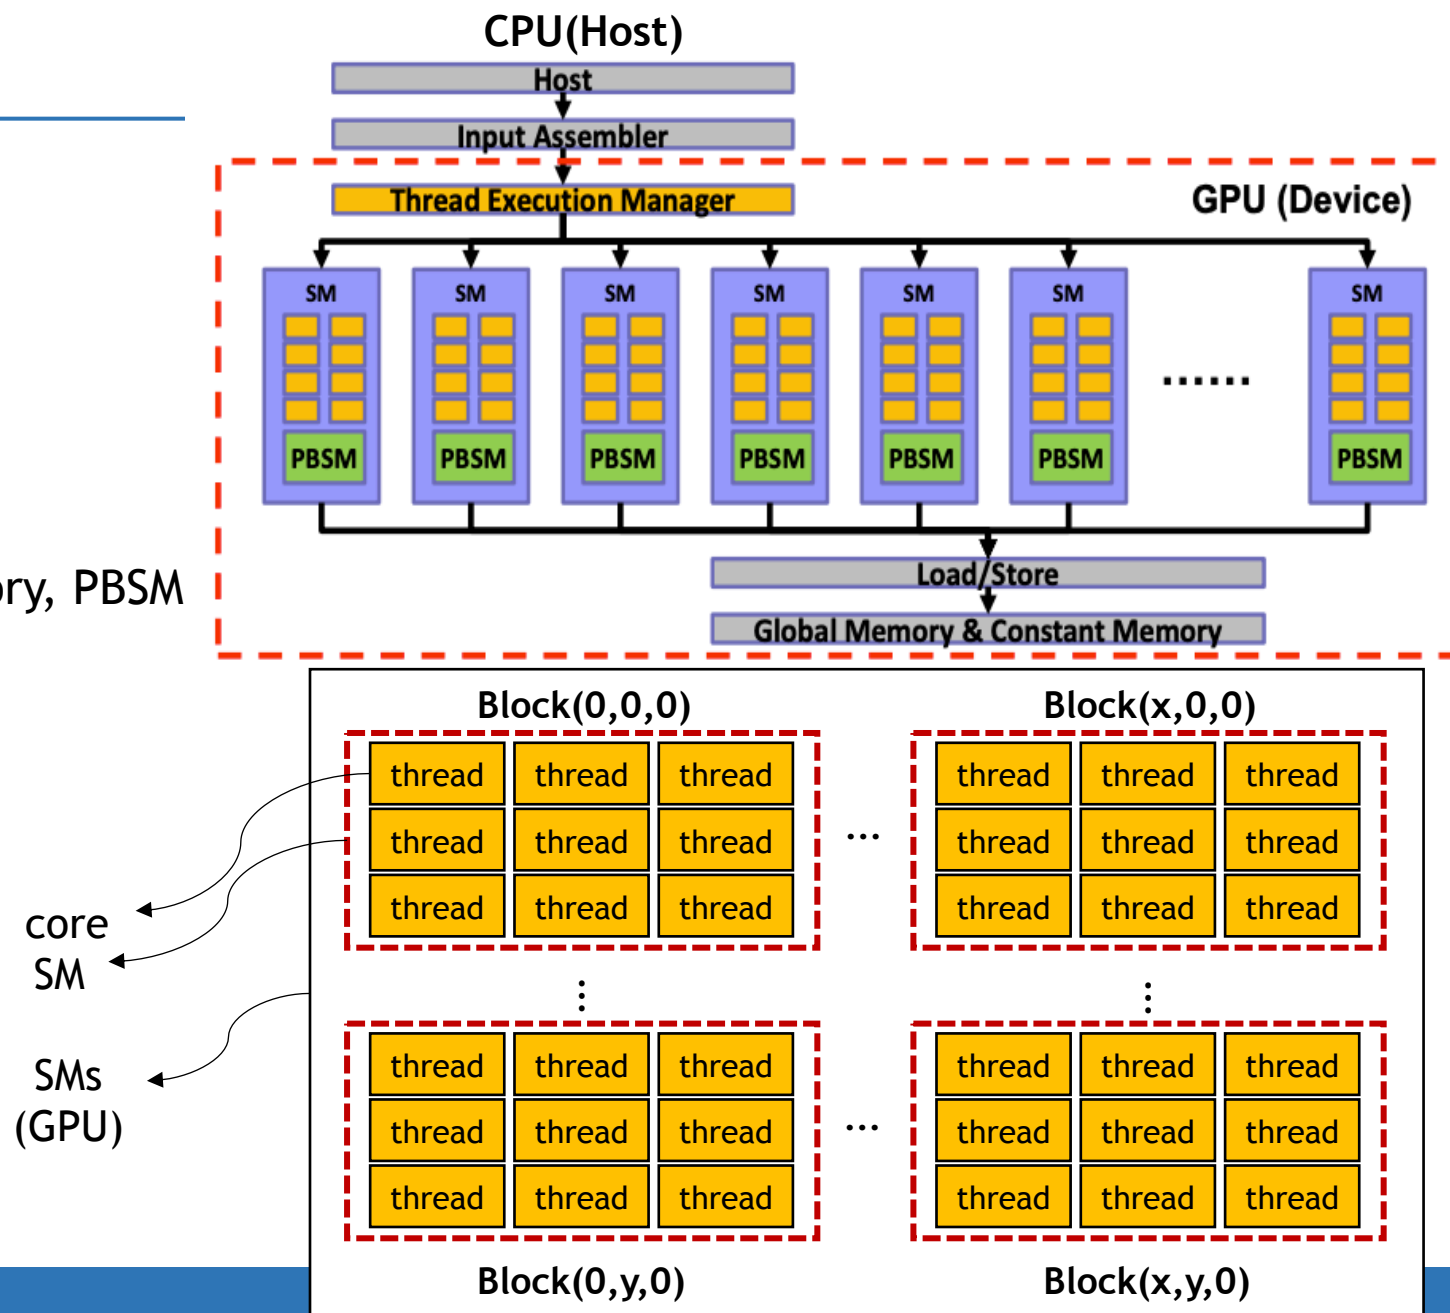 CPU(Host)
Host
Input Assembler
Thread Execution Manager
GPU (Device)
SM SM SM SM SM SM SM
......
PBSM PBSM PBSM PBSM PBSM PBSM PBSM
Load/Store
ory, PBSM
Global Memory & Constant Memory
Block(0,0,0) Block(x,0,0)
thread thread thread thread thread thread
thread thread thread ... thread thread thread
thread thread thread thread thread thread
core
SM
⋮ ⋮
SMs
(GPU)
thread thread thread thread thread thread
thread thread thread ... thread thread thread
thread thread thread thread thread thread
Block(0,y,0) Block(x,y,0)